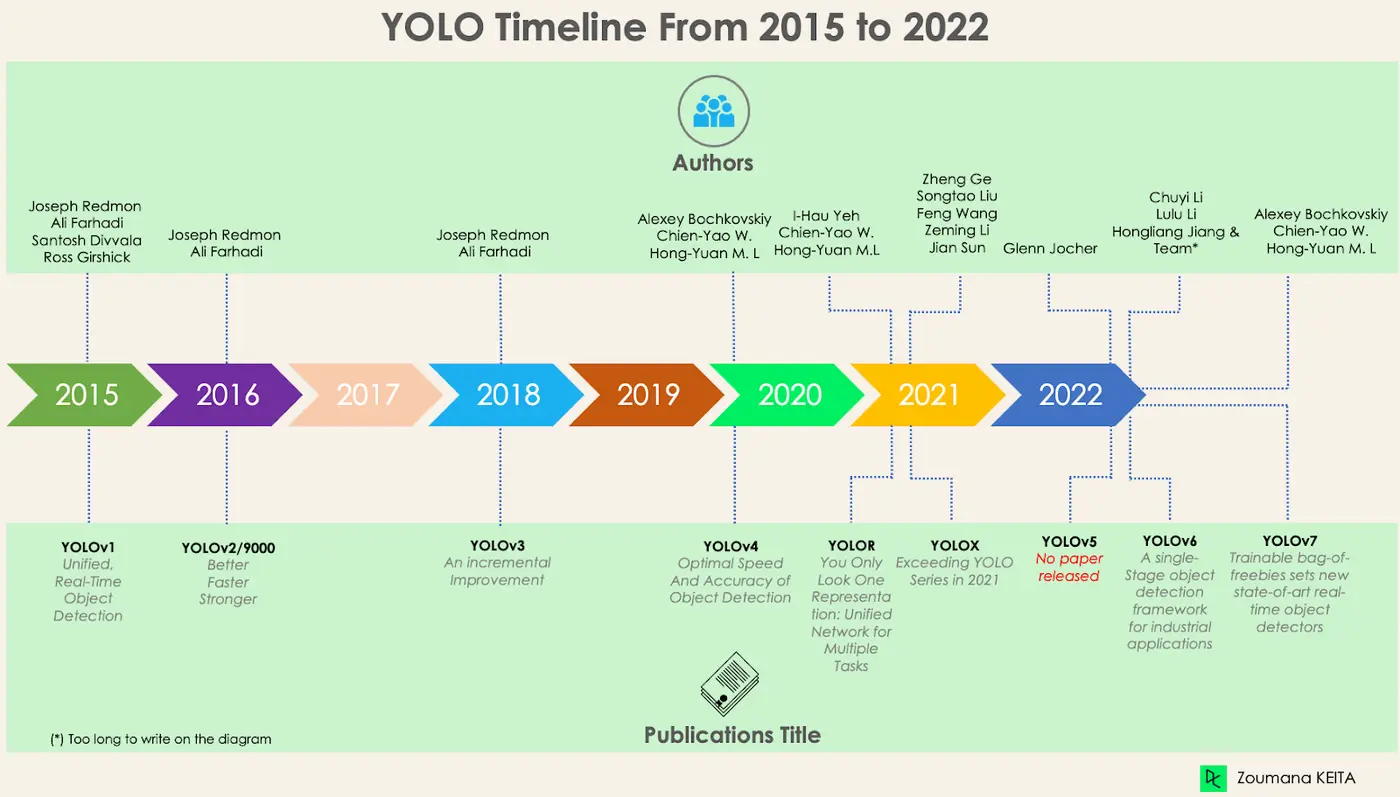 YOLO Timeline From 2015 to 2022
Authors
Joseph Redmon
Ali Farhadi
Santosh Divvala
Ross Girshick
Joseph Redmon
Ali Farhadi
Joseph Redmon
Ali Farhadi
Alexey Bochkovskiy
Chien-Yao W.
Hong-Yuan M. L
I-Hau Yeh
Chien-Yao W.
Hong-Yuan M.L
Zheng Ge
Songtao Liu
Feng Wang
Zeming Li
Jian Sun
Glenn Jocher
Chuyi Li
Lulu Li
Hongliang Jiang &
Team*
Alexey Bochkovskiy
Chien-Yao W.
Hong-Yuan M. L
2015
2016
2017
2018
2019
2020
2021
2022
YOLOv1
Unified,
Real-Time
Object
Detection
YOLOv2/9000
Better
Faster
Stronger
YOLOv3
An incremental
Improvement
YOLOv4
Optimal Speed
And Accuracy of
Object Detection
YOLOR
You Only
Look One
Representa
tion: Unified
Network for
Multiple
Tasks
YOLOX
Exceeding YOLO
Series in 2021
YOLOv5
No paper
released
YOLOv6
A single-
Stage object
detection
framework
for industrial
applications
YOLOv7
Trainable bag-of-
freebies sets new
state-of-art real-
time object
detectors
Publications Title
(*) Too long to write on the diagram
Zoumana KEITA